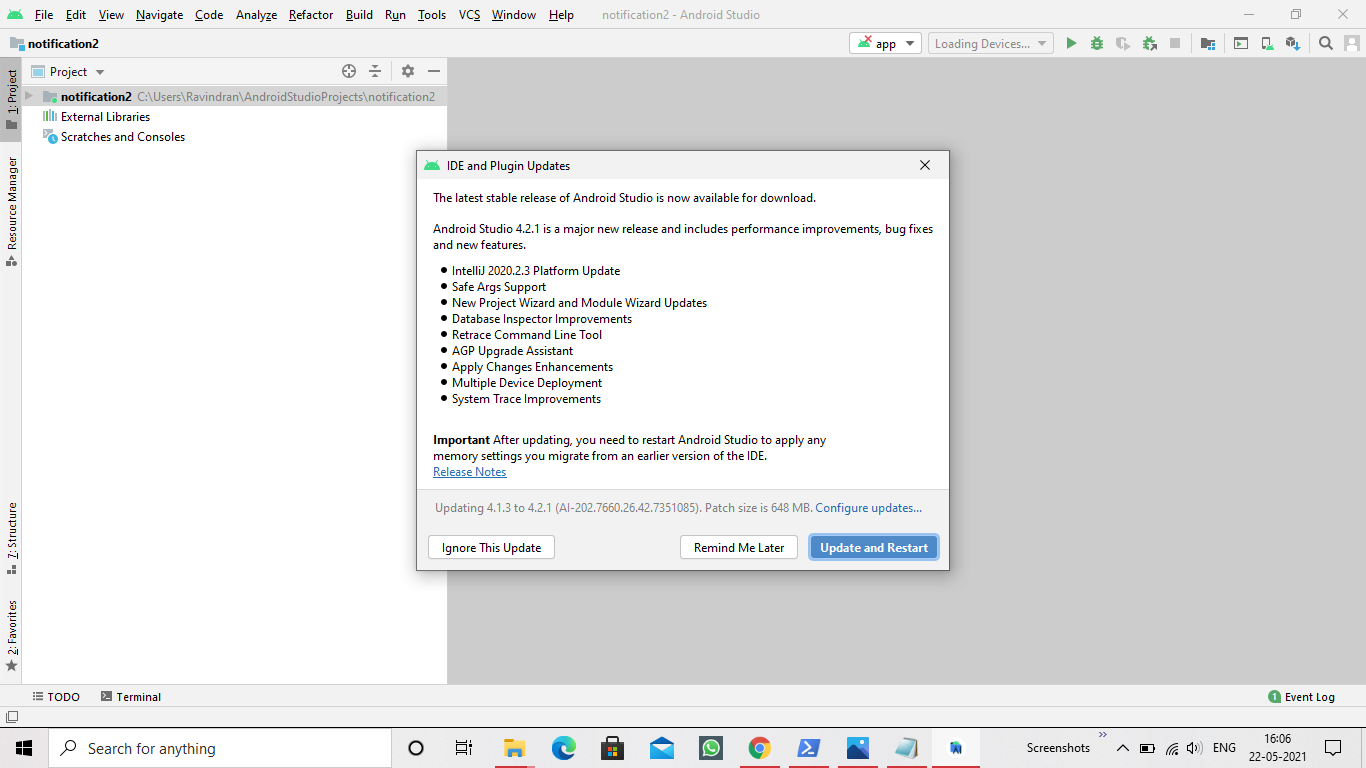 File Edit View Navigate Code Analyze Refactor Build Run Tools VCS Window Help notification2 - Android Studio
notification2 app Loading Devices...
1: Project
Resource Manager
7: Structure
2: Favorites
Project
notification2 C:\Users\Ravindran\AndroidStudioProjects\notification2
External Libraries
Scratches and Consoles
IDE and Plugin Updates
The latest stable release of Android Studio is now available for download.
Android Studio 4.2.1 is a major new release and includes performance improvements, bug fixes
and new features.
● IntelliJ 2020.2.3 Platform Update
● Safe Args Support
● New Project Wizard and Module Wizard Updates
● Database Inspector Improvements
● Retrace Command Line Tool
● AGP Upgrade Assistant
● Apply Changes Enhancements
● Multiple Device Deployment
● System Trace Improvements
Important After updating, you need to restart Android Studio to apply any
memory settings you migrate from an earlier version of the IDE.
Release Notes
Updating 4.1.3 to 4.2.1 (AI-202.7660.26.42.7351085). Patch size is 648 MB. Configure updates...
Ignore This Update Remind Me Later Update and Restart
TODO Terminal 1 Event Log
Search for anything Screenshots ENG 16:06
22-05-2021